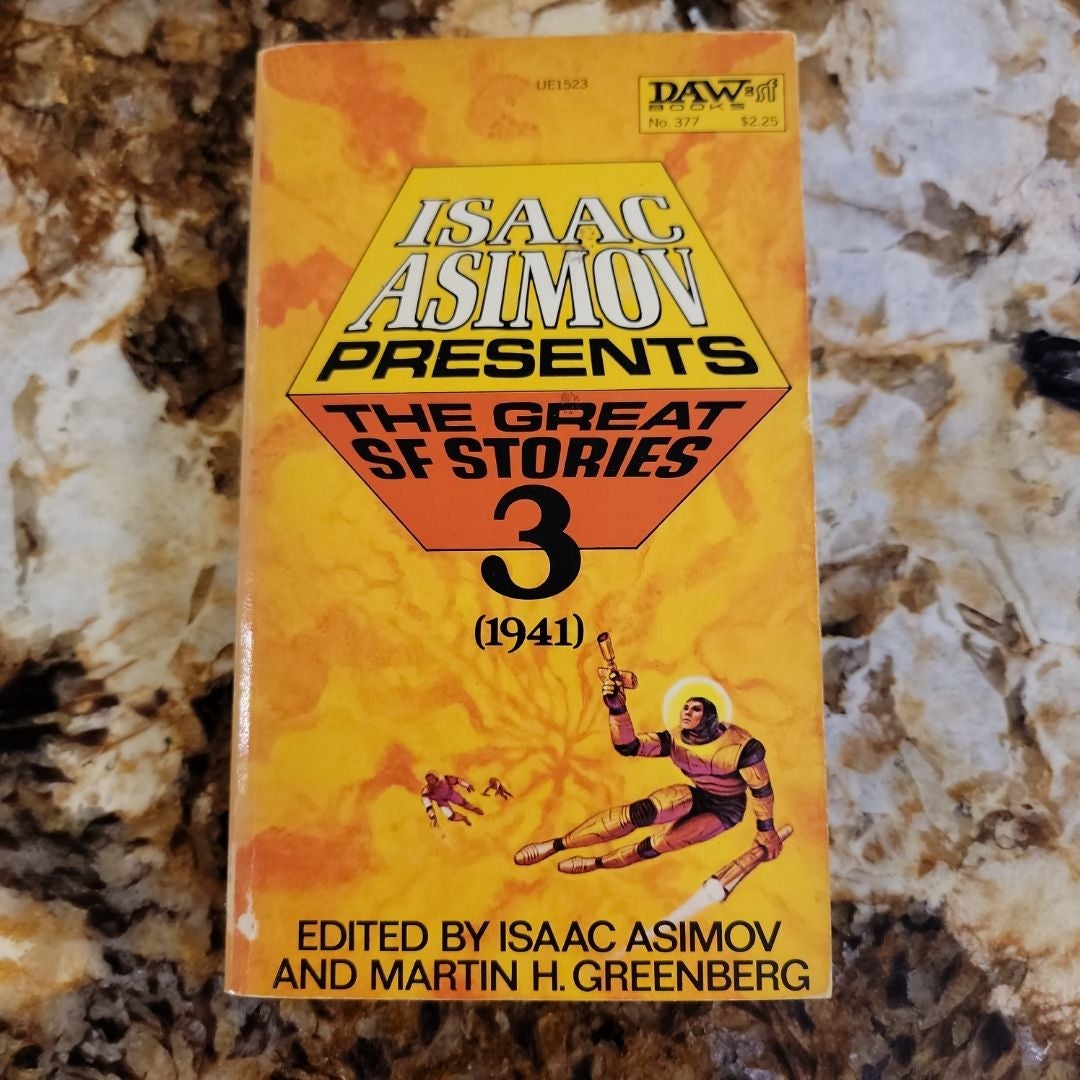 UE1523
DAW sf
BOOKS
No. 377 $2.25
ISAAC
ASIMOV
PRESENTS
THE GREAT
SF STORIES
3
(1941)
EDITED BY ISAAC ASIMOV
AND MARTIN H. GREENBERG